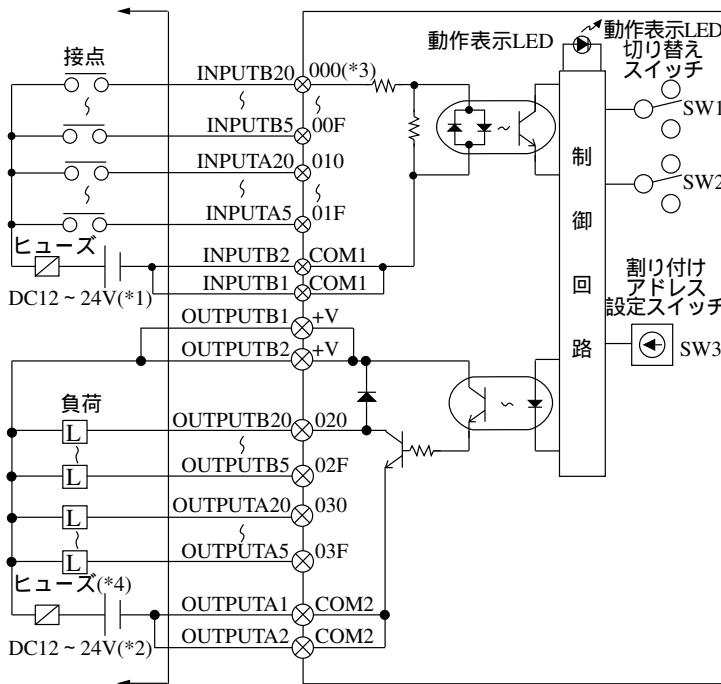 動作表示LED
動作表示LED
切り替え
スイッチ
接点
INPUTB20 000(*3)
SW1
INPUTB5 00F
INPUTA20 010
SW2
INPUTA5 01F
ヒューズ
INPUTB2 COM1
DC12~24V(*1)
INPUTB1 COM1
制御回路
割り付け
アドレス
設定スイッチ
SW3
OUTPUTB1 +V
OUTPUTB2 +V
負荷
L OUTPUTB20 020
L OUTPUTB5 02F
L OUTPUTA20 030
L OUTPUTA5 03F
ヒューズ(*4)
OUTPUTA1 COM2
DC12~24V(*2)
OUTPUTA2 COM2